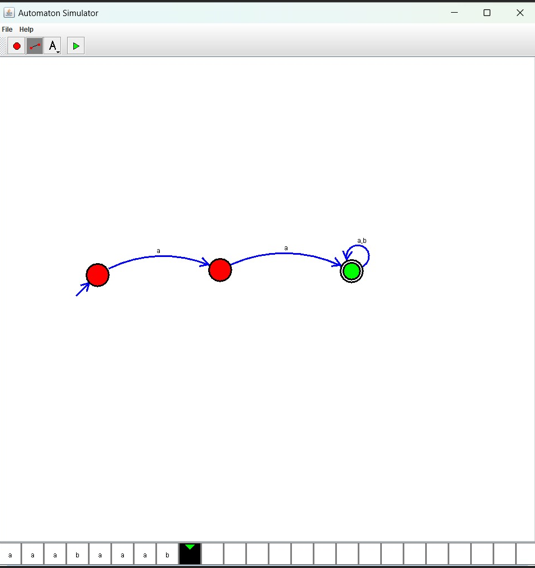 Automaton Simulator
File Help
A
a
a
a,b
a a a b a a a b